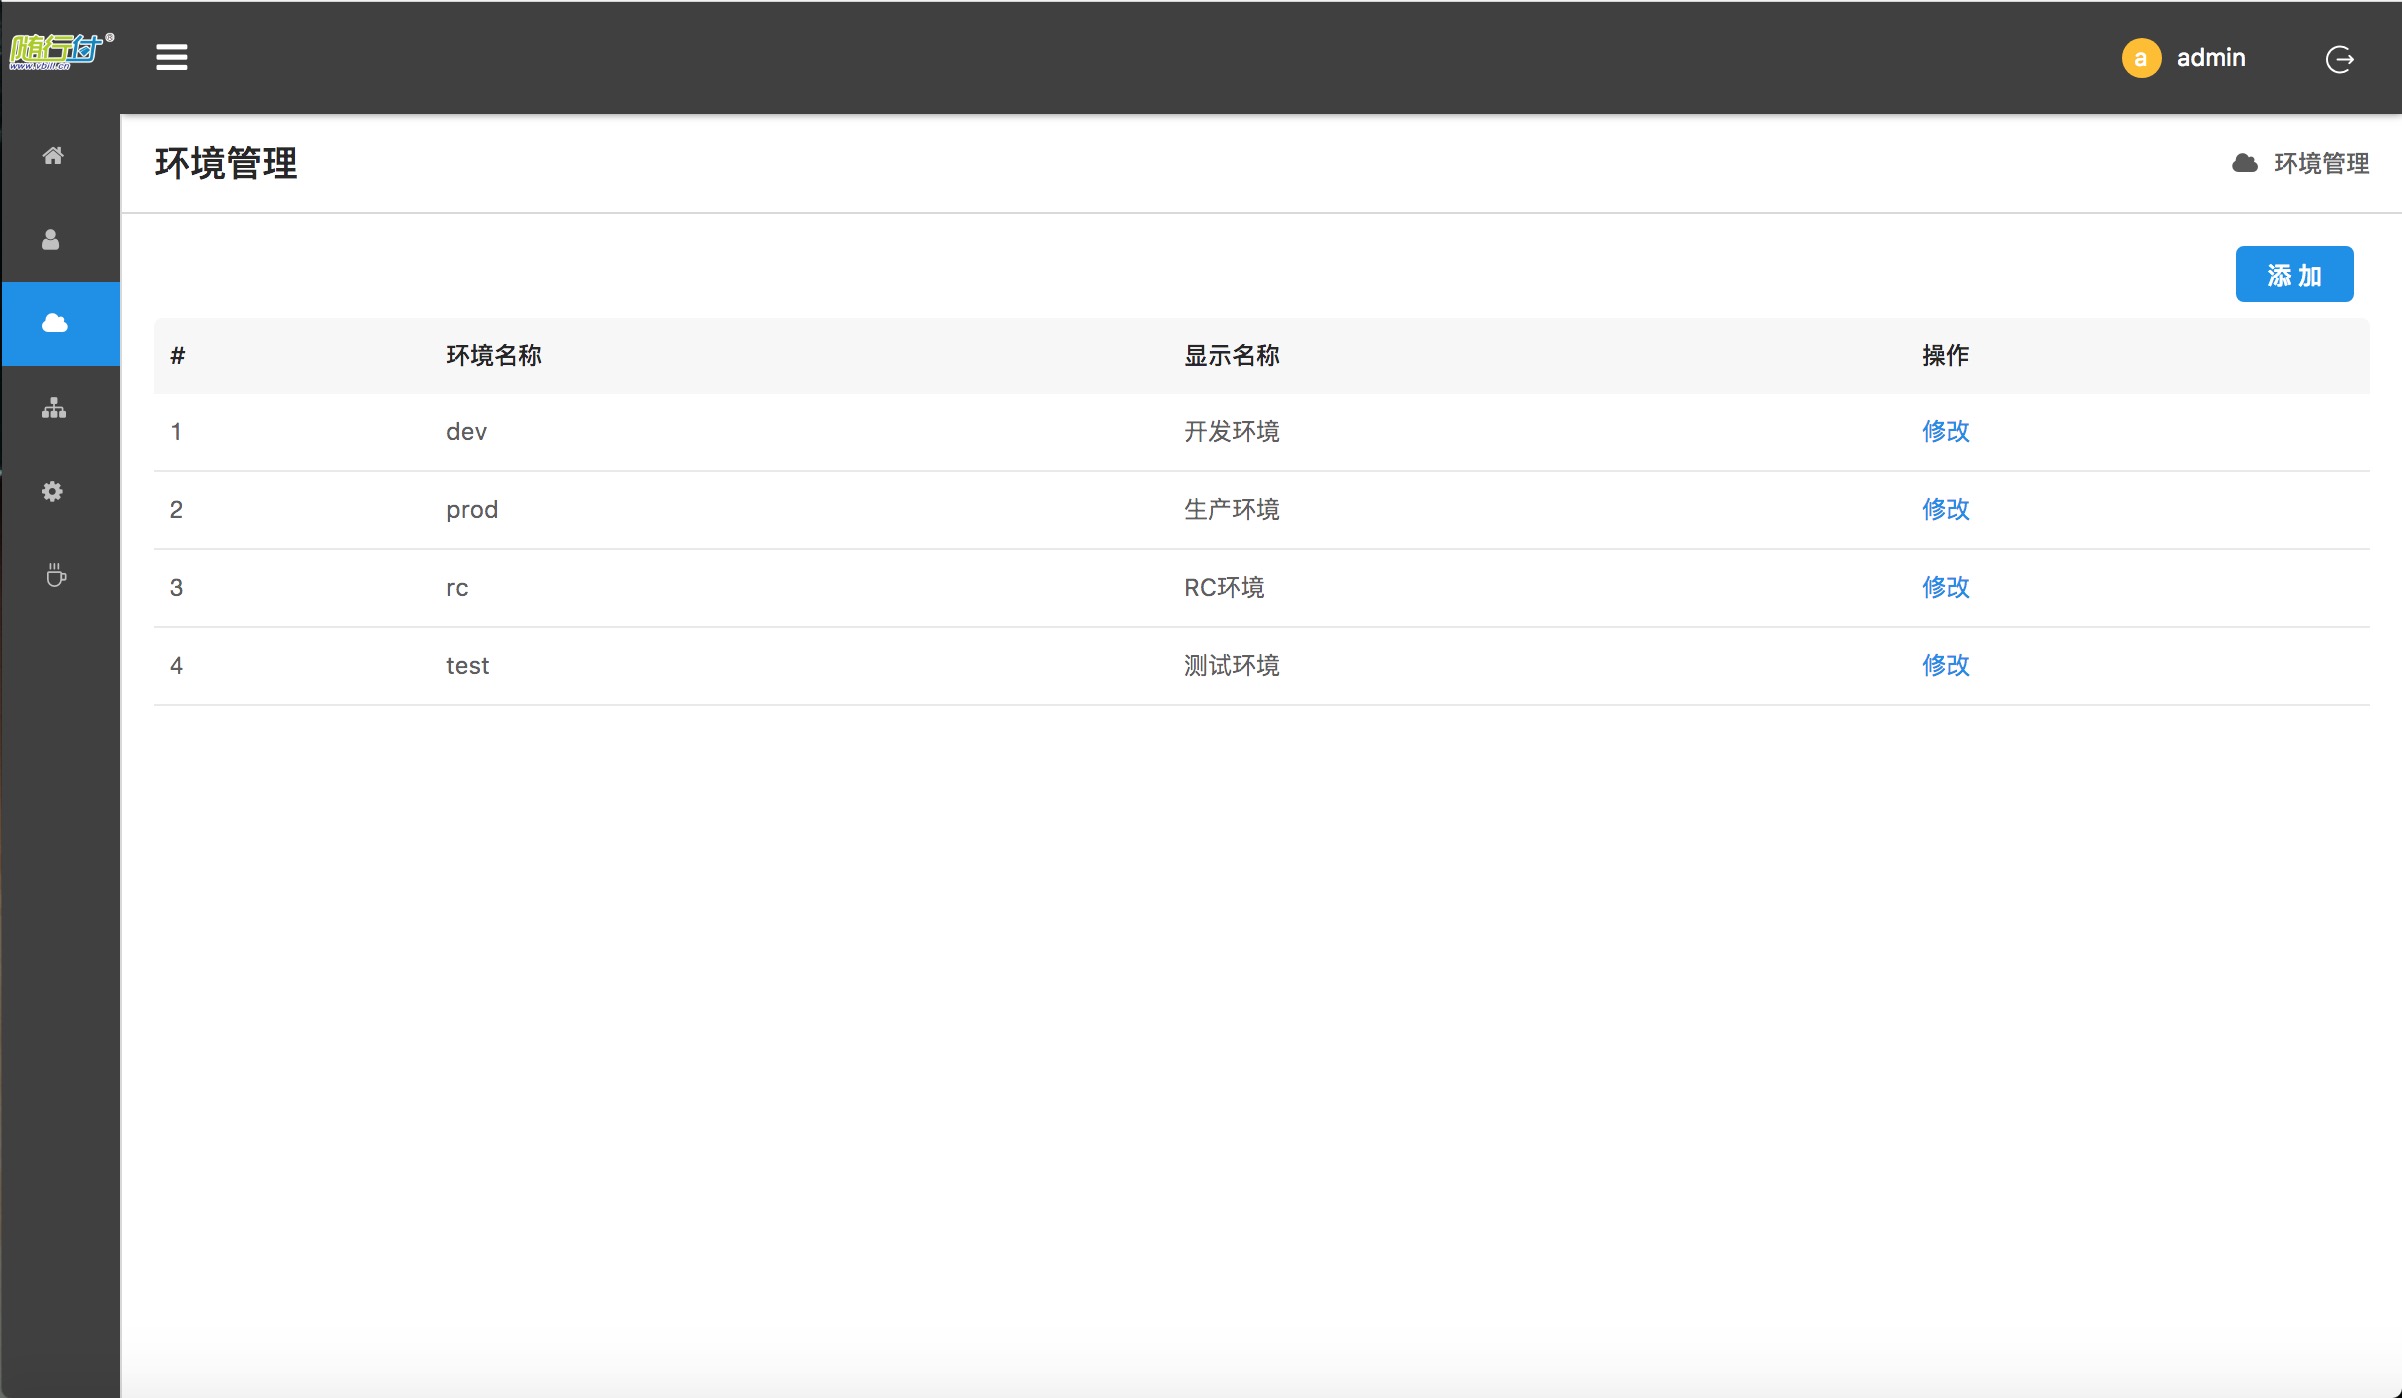 随行付®
www.vbill.cn
a admin
环境管理
环境管理
添 加
# 环境名称 显示名称 操作
1 dev 开发环境 修改
2 prod 生产环境 修改
3 rc RC环境 修改
4 test 测试环境 修改